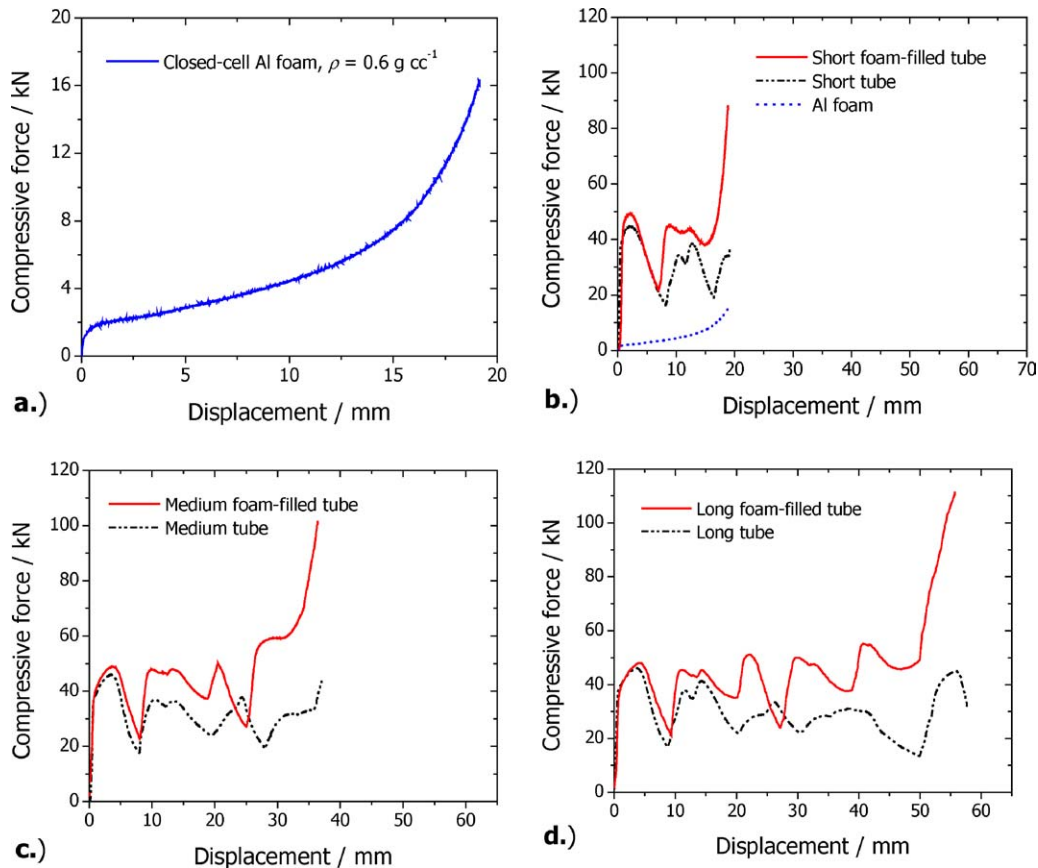 20
16
12
8
4
0
Compressive force / kN
Closed-cell Al foam, ρ = 0.6 g cc⁻¹
0 5 10 15 20
Displacement / mm
a.)
120
100
80
60
40
20
0
Compressive force / kN
Short foam-filled tube
Short tube
Al foam
0 10 20 30 40 50 60 70
Displacement / mm
b.)
120
100
80
60
40
20
0
Compressive force / kN
Medium foam-filled tube
Medium tube
0 10 20 30 40 50 60
Displacement / mm
c.)
120
100
80
60
40
20
0
Compressive force / kN
Long foam-filled tube
Long tube
0 10 20 30 40 50 60
Displacement / mm
d.)